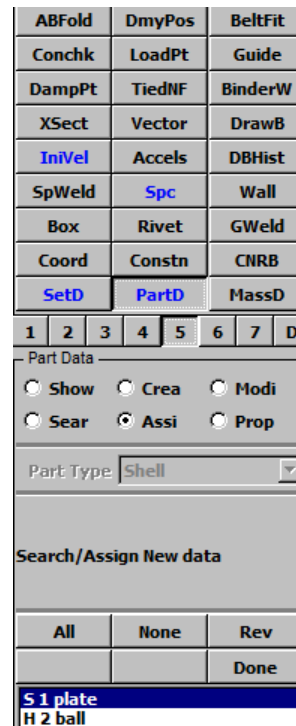 ABFold DmyPos BeltFit
Conchk LoadPt Guide
DampPt TiedNF BinderW
XSect Vector DrawB
IniVel Accels DBHist
SpWeld Spc Wall
Box Rivet GWeld
Coord Constn CNRB
SetD PartD MassD
1 2 3 4 5 6 7 D
Part Data
Show Crea Modi
Sear Assi Prop
Part Type Shell
Search/Assign New data
All None Rev
Done
S 1 plate
H 2 ball